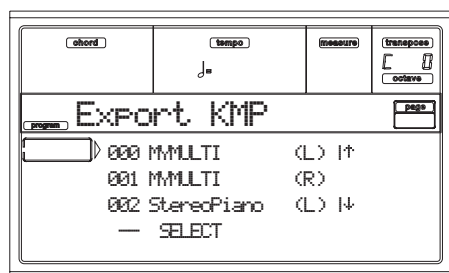 chord tempo measure transpose
♩= C 0
octave
program Export KMP page
000 MYMULTI (L) |↑
001 MYMULTI (R)
002 StereoPiano (L) |↓
-- SELECT